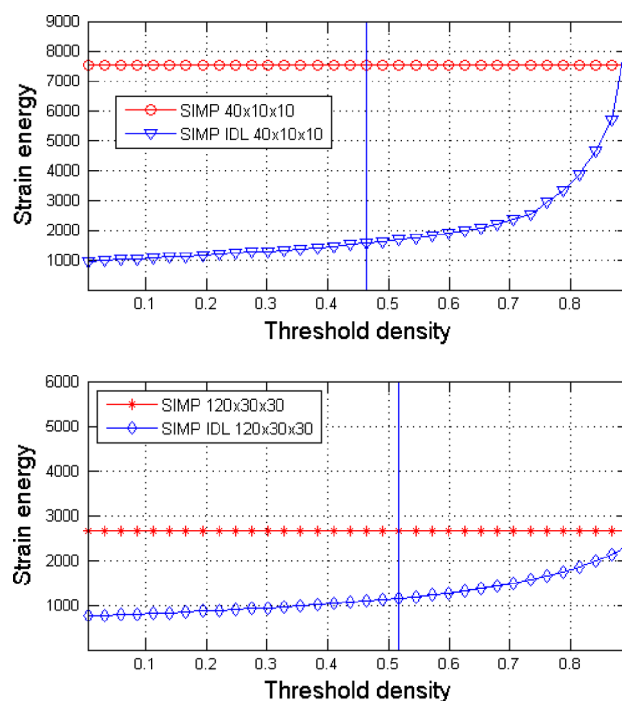 9000
8000
7000
6000
5000
4000
3000
2000
1000
Strain energy
SIMP 40x10x10
SIMP IDL 40x10x10
0.1 0.2 0.3 0.4 0.5 0.6 0.7 0.8
Threshold density
6000
5000
4000
3000
2000
1000
Strain energy
SIMP 120x30x30
SIMP IDL 120x30x30
0.1 0.2 0.3 0.4 0.5 0.6 0.7 0.8
Threshold density